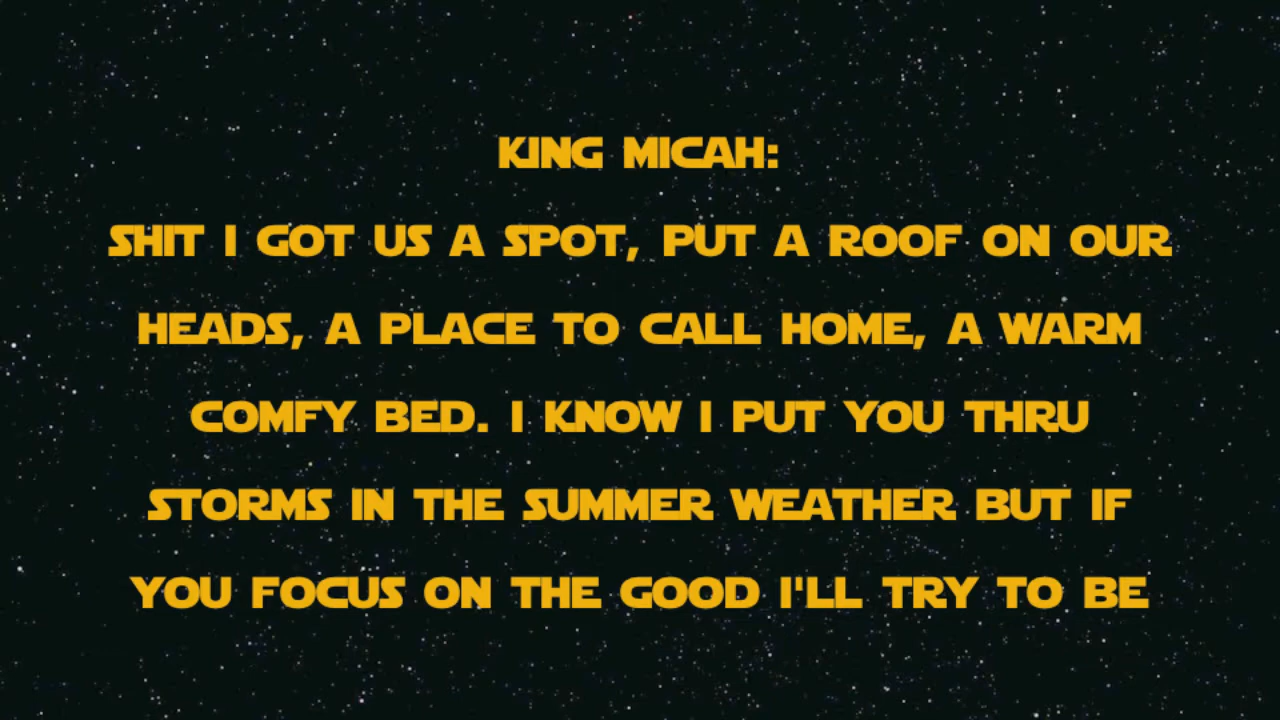 KING MICAH:
SHIT I GOT US A SPOT, PUT A ROOF ON OUR
HEADS, A PLACE TO CALL HOME, A WARM
COMFY BED. I KNOW I PUT YOU THRU
STORMS IN THE SUMMER WEATHER BUT IF
YOU FOCUS ON THE GOOD I'LL TRY TO BE